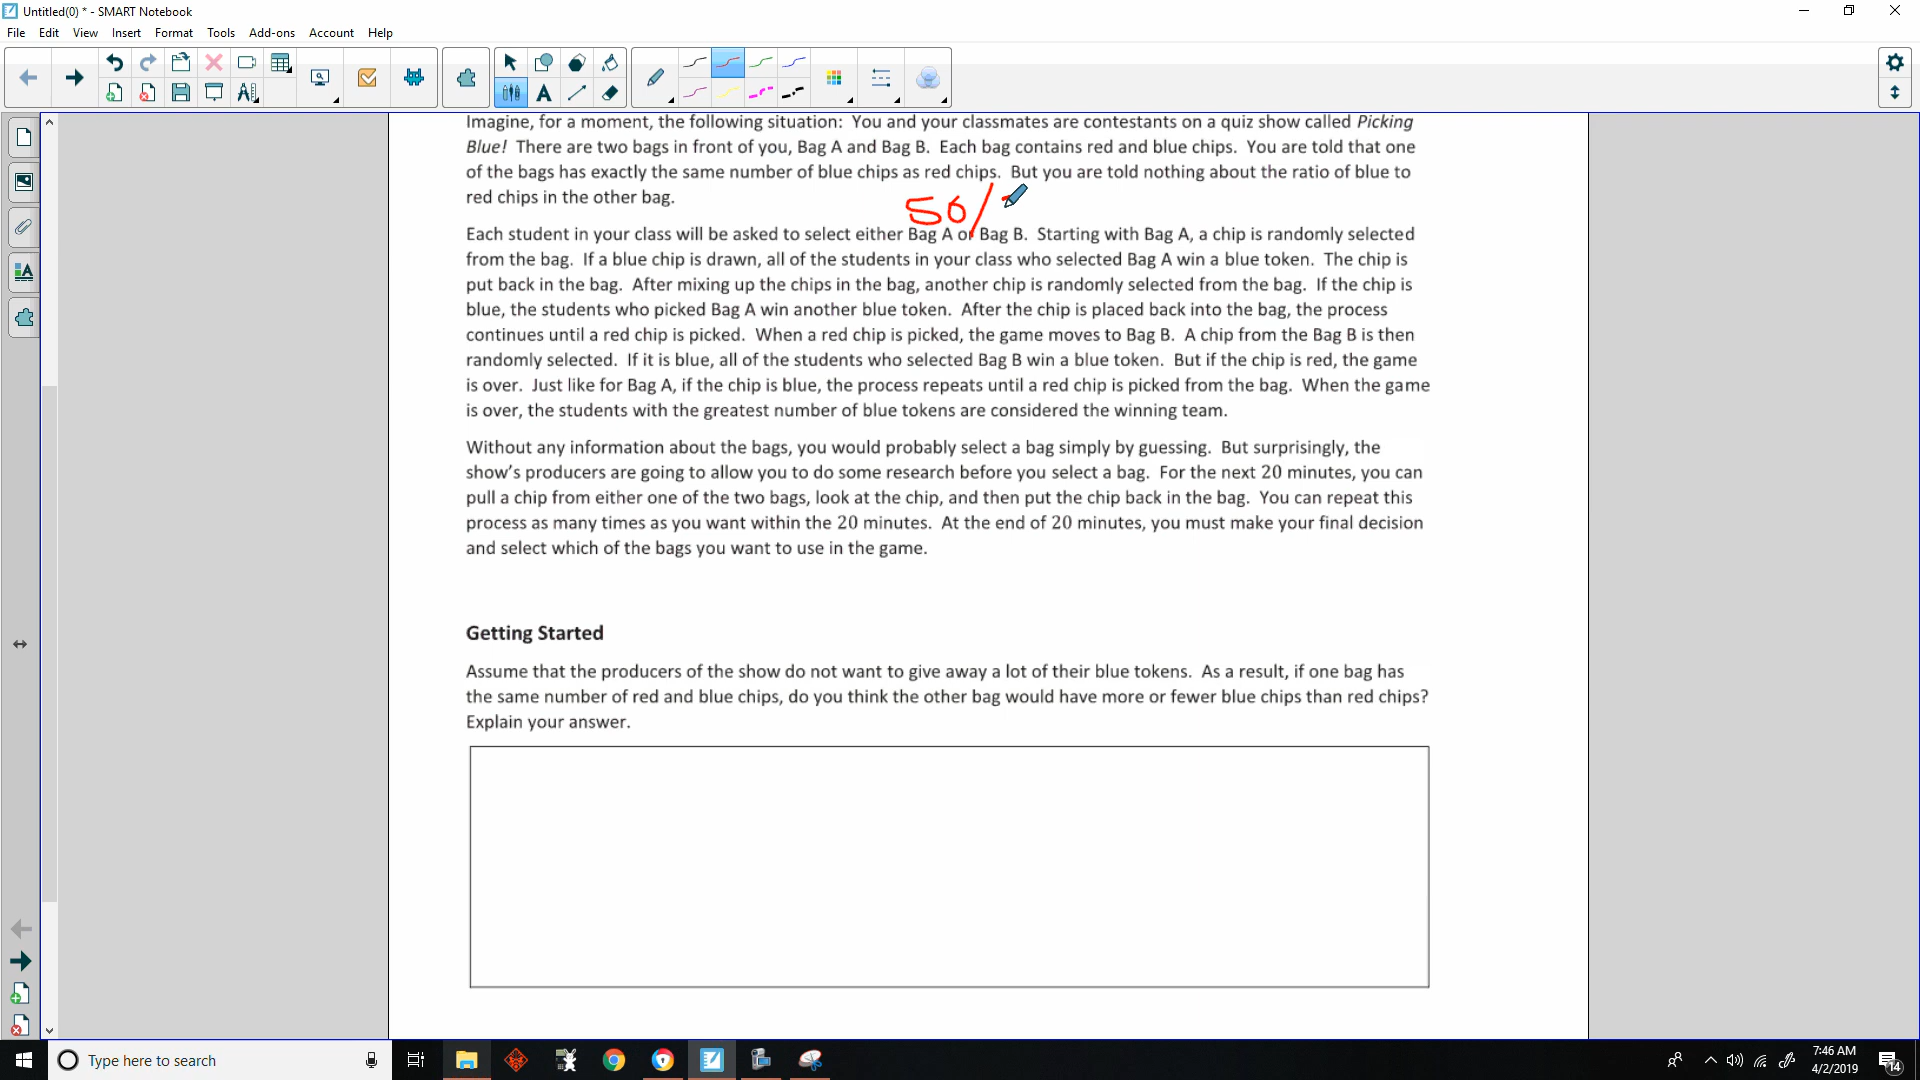 Untitled(0) * - SMART Notebook
File Edit View Insert Format Tools Add-ons Account Help
Imagine, for a moment, the following situation: You and your classmates are contestants on a quiz show called Picking
Blue! There are two bags in front of you, Bag A and Bag B. Each bag contains red and blue chips. You are told that one
of the bags has exactly the same number of blue chips as red chips. But you are told nothing about the ratio of blue to
red chips in the other bag.
50/
Each student in your class will be asked to select either Bag A or Bag B. Starting with Bag A, a chip is randomly selected
from the bag. If a blue chip is drawn, all of the students in your class who selected Bag A win a blue token. The chip is
put back in the bag. After mixing up the chips in the bag, another chip is randomly selected from the bag. If the chip is
blue, the students who picked Bag A win another blue token. After the chip is placed back into the bag, the process
continues until a red chip is picked. When a red chip is picked, the game moves to Bag B. A chip from the Bag B is then
randomly selected. If it is blue, all of the students who selected Bag B win a blue token. But if the chip is red, the game
is over. Just like for Bag A, if the chip is blue, the process repeats until a red chip is picked from the bag. When the game
is over, the students with the greatest number of blue tokens are considered the winning team.
Without any information about the bags, you would probably select a bag simply by guessing. But surprisingly, the
show's producers are going to allow you to do some research before you select a bag. For the next 20 minutes, you can
pull a chip from either one of the two bags, look at the chip, and then put the chip back in the bag. You can repeat this
process as many times as you want within the 20 minutes. At the end of 20 minutes, you must make your final decision
and select which of the bags you want to use in the game.
Getting Started
Assume that the producers of the show do not want to give away a lot of their blue tokens. As a result, if one bag has
the same number of red and blue chips, do you think the other bag would have more or fewer blue chips than red chips?
Explain your answer.
Type here to search
7:46 AM
4/2/2019
14